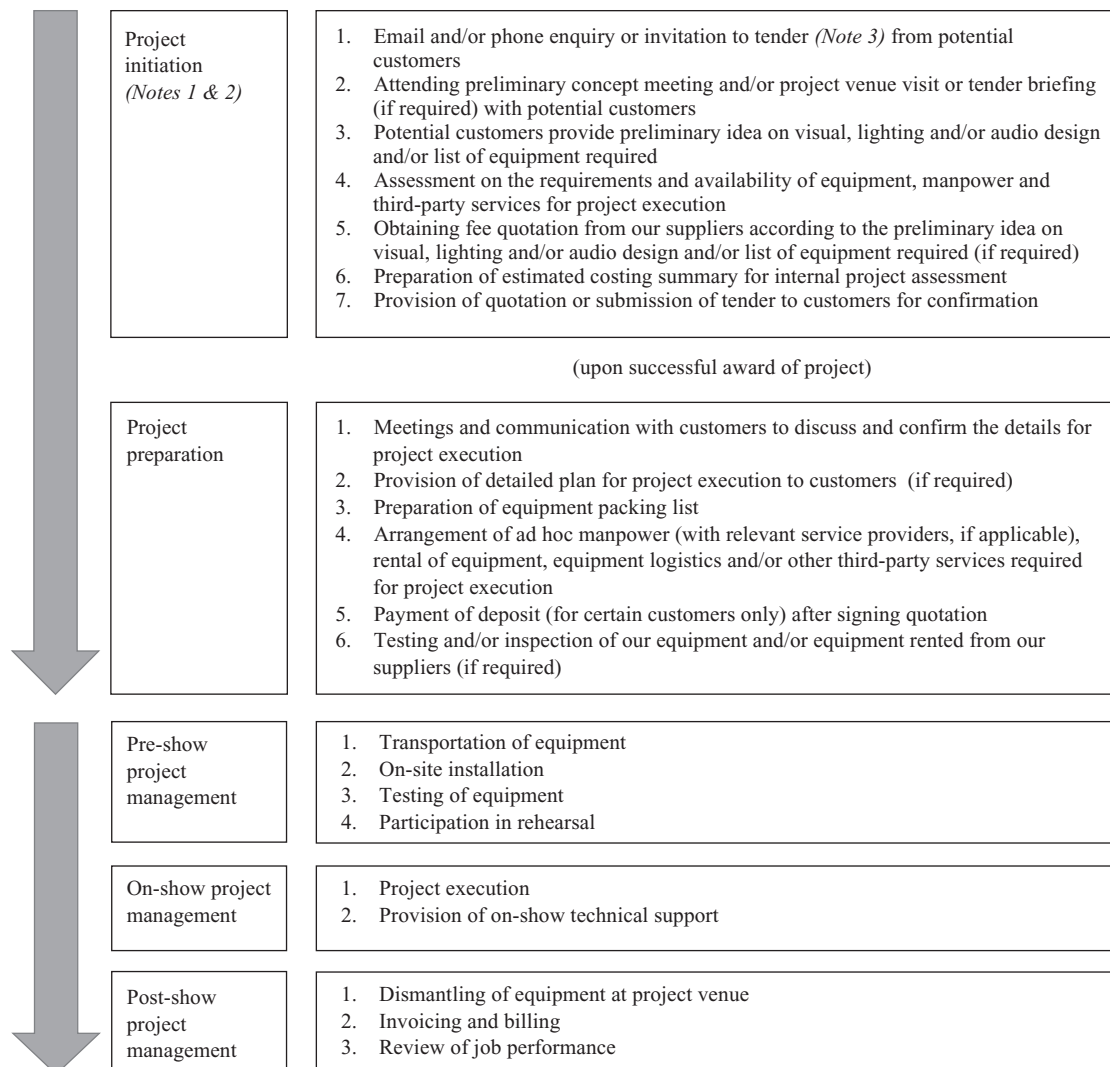 Project
initiation
(Notes 1 & 2)
1. Email and/or phone enquiry or invitation to tender (Note 3) from potential
customers
2. Attending preliminary concept meeting and/or project venue visit or tender briefing
(if required) with potential customers
3. Potential customers provide preliminary idea on visual, lighting and/or audio design
and/or list of equipment required
4. Assessment on the requirements and availability of equipment, manpower and
third-party services for project execution
5. Obtaining fee quotation from our suppliers according to the preliminary idea on
visual, lighting and/or audio design and/or list of equipment required (if required)
6. Preparation of estimated costing summary for internal project assessment
7. Provision of quotation or submission of tender to customers for confirmation
(upon successful award of project)
Project
preparation
1. Meetings and communication with customers to discuss and confirm the details for
project execution
2. Provision of detailed plan for project execution to customers (if required)
3. Preparation of equipment packing list
4. Arrangement of ad hoc manpower (with relevant service providers, if applicable),
rental of equipment, equipment logistics and/or other third-party services required
for project execution
5. Payment of deposit (for certain customers only) after signing quotation
6. Testing and/or inspection of our equipment and/or equipment rented from our
suppliers (if required)
Pre-show
project
management
1. Transportation of equipment
2. On-site installation
3. Testing of equipment
4. Participation in rehearsal
On-show project
management
1. Project execution
2. Provision of on-show technical support
Post-show
project
management
1. Dismantling of equipment at project venue
2. Invoicing and billing
3. Review of job performance